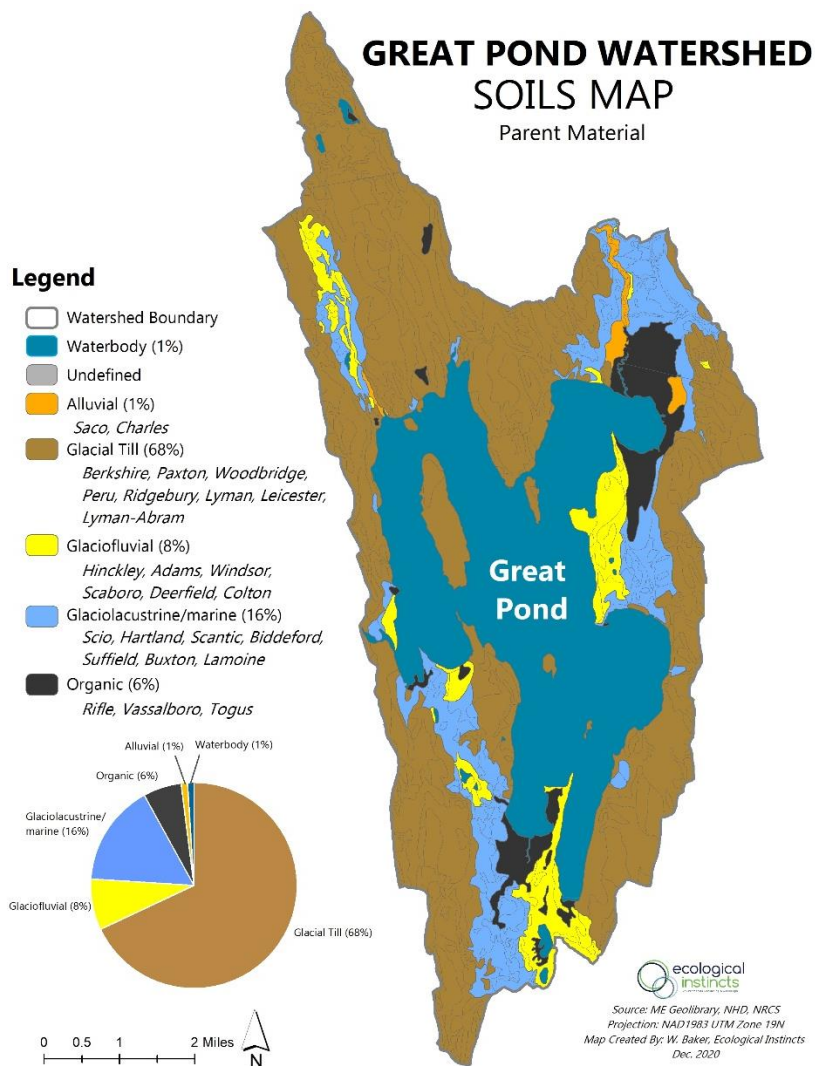 GREAT POND WATERSHED
SOILS MAP
Parent Material
Legend
Watershed Boundary
Waterbody (1%)
Undefined
Alluvial (1%)
Saco, Charles
Glacial Till (68%)
Berkshire, Paxton, Woodbridge,
Peru, Ridgebury, Lyman, Leicester,
Lyman-Abram
Glaciofluvial (8%)
Hinckley, Adams, Windsor,
Scaboro, Deerfield, Colton
Glaciolacustrine/marine (16%)
Scio, Hartland, Scantic, Biddeford,
Suffield, Buxton, Lamoine
Organic (6%)
Rifle, Vassalboro, Togus
Great
Pond
Alluvial (1%)
Waterbody (1%)
Organic (6%)
Glaciolacustrine/
marine (16%)
Glaciofluvial (8%)
Glacial Till (68%)
0 0.5 1 2 Miles
N
ecological
instincts
Source: ME Geolibrary, NHD, NRCS
Projection: NAD1983 UTM Zone 19N
Map Created By: W. Baker, Ecological Instincts
Dec. 2020